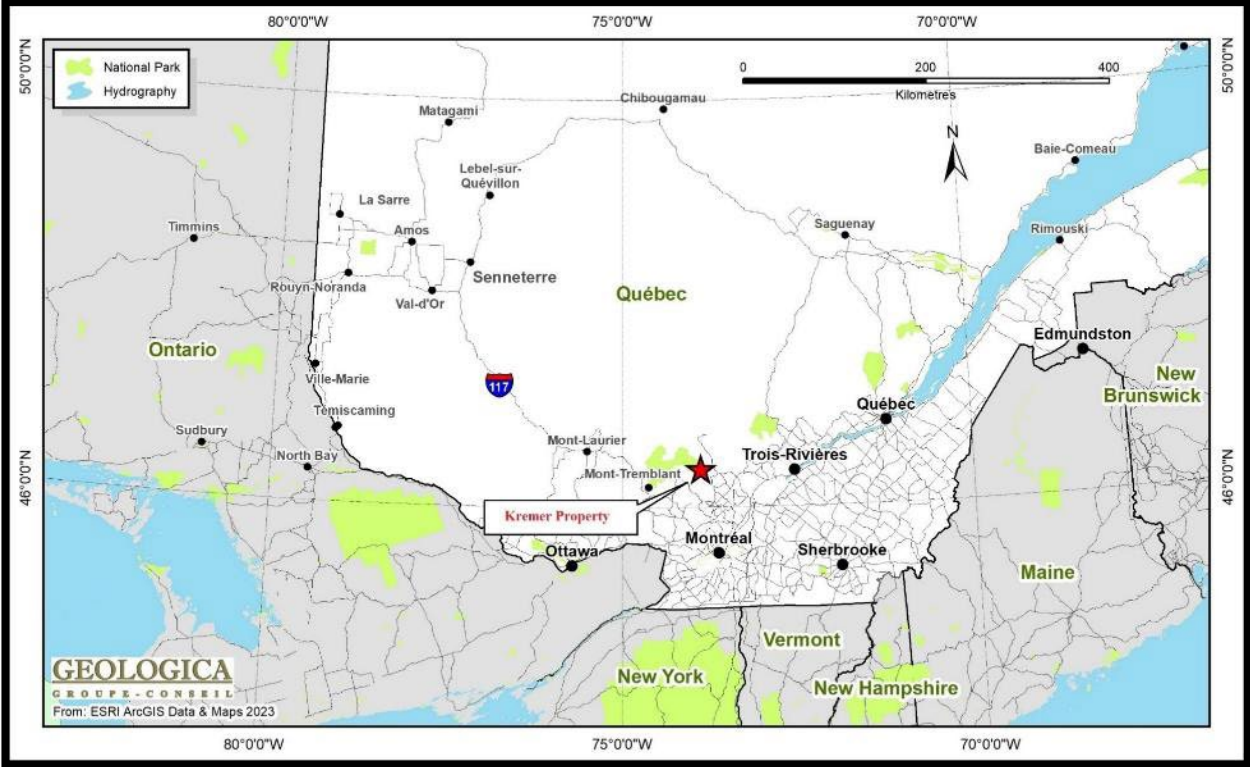 80°0'0"W
75°0'0"W
70°0'0"W
50°0'0"N
50°0'0"N
National Park
Hydrography
0
200
400
Kilometres
N
Chibougamau
Matagami
Baie-Comeau
Lebel-sur-
Quévillon
La Sarre
Timmins
Amos
Saguenay
Rimouski
Senneterre
Rouyn-Noranda
Val-d'Or
Québec
Edmundston
Ontario
Ville-Marie
117
New
Brunswick
Québec
Témiscaming
Sudbury
Mont-Laurier
North Bay
Trois-Rivières
Mont-Tremblant
46°0'0"N
46°0'0"N
Kremer Property
Montréal
Ottawa
Sherbrooke
Maine
Vermont
New York
New Hampshire
GEOLOGICA
GROUPE-CONSEIL
From: ESRI ArcGIS Data & Maps 2023
80°0'0"W
75°0'0"W
70°0'0"W